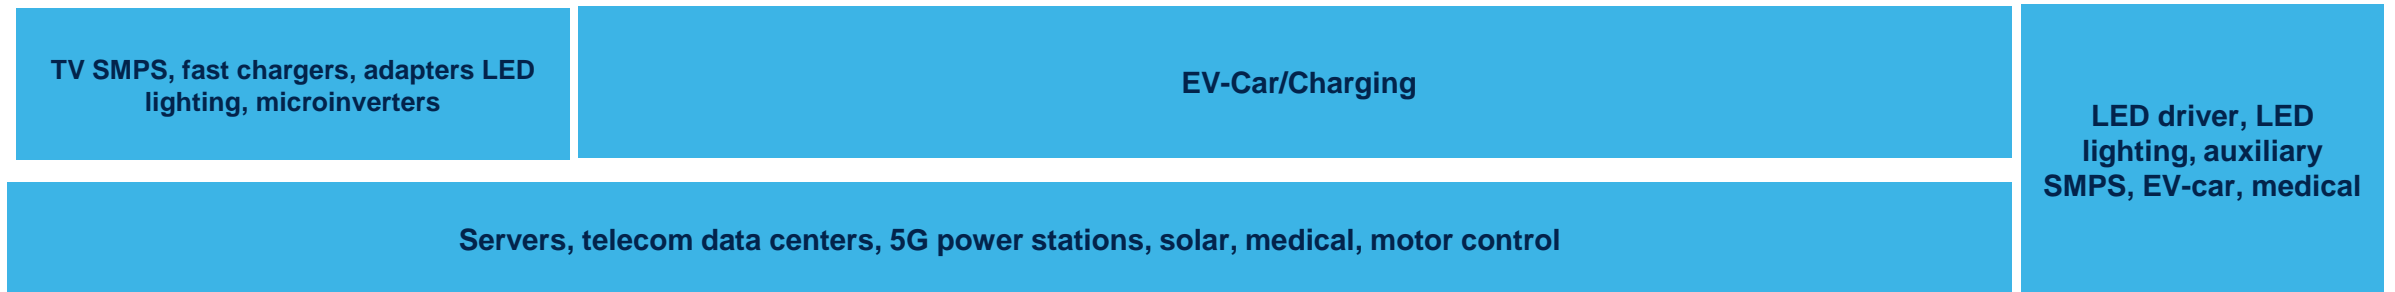 TV SMPS, fast chargers, adapters LED
lighting, microinverters
EV-Car/Charging
LED driver, LED
lighting, auxiliary
SMPS, EV-car, medical
Servers, telecom data centers, 5G power stations, solar, medical, motor control